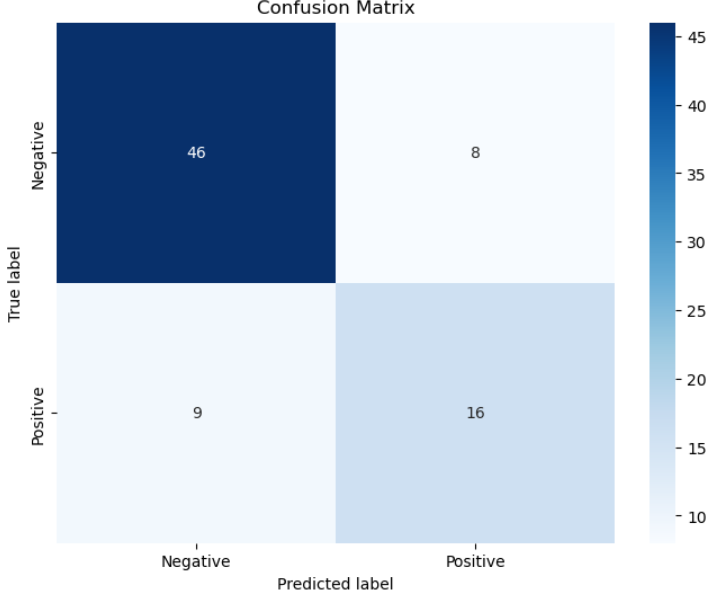 Confusion Matrix
True label
Negative
46
8
Positive
9
16
Negative
Positive
Predicted label
45
40
35
30
25
20
15
10